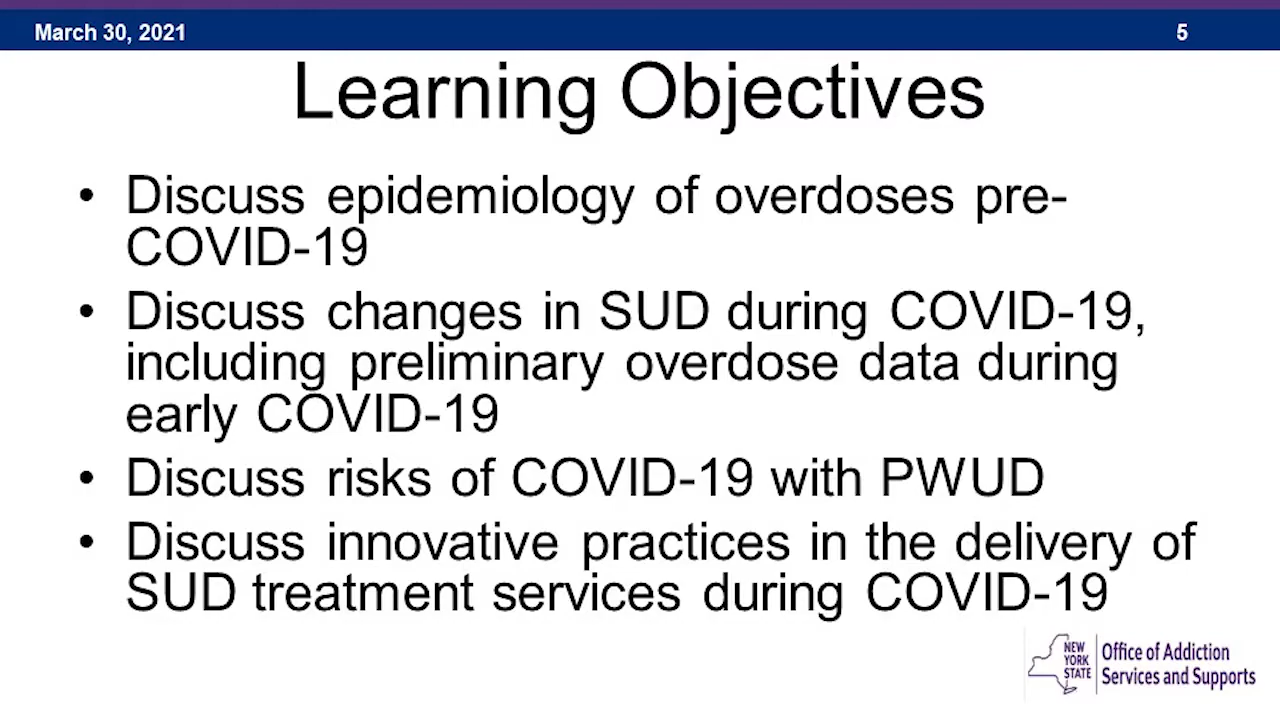 March 30, 2021
5
Learning Objectives
• Discuss epidemiology of overdoses pre-
COVID-19
• Discuss changes in SUD during COVID-19,
including preliminary overdose data during
early COVID-19
• Discuss risks of COVID-19 with PWUD
• Discuss innovative practices in the delivery of
SUD treatment services during COVID-19
NEW
YORK
STATE
Office of Addiction
Services and Supports